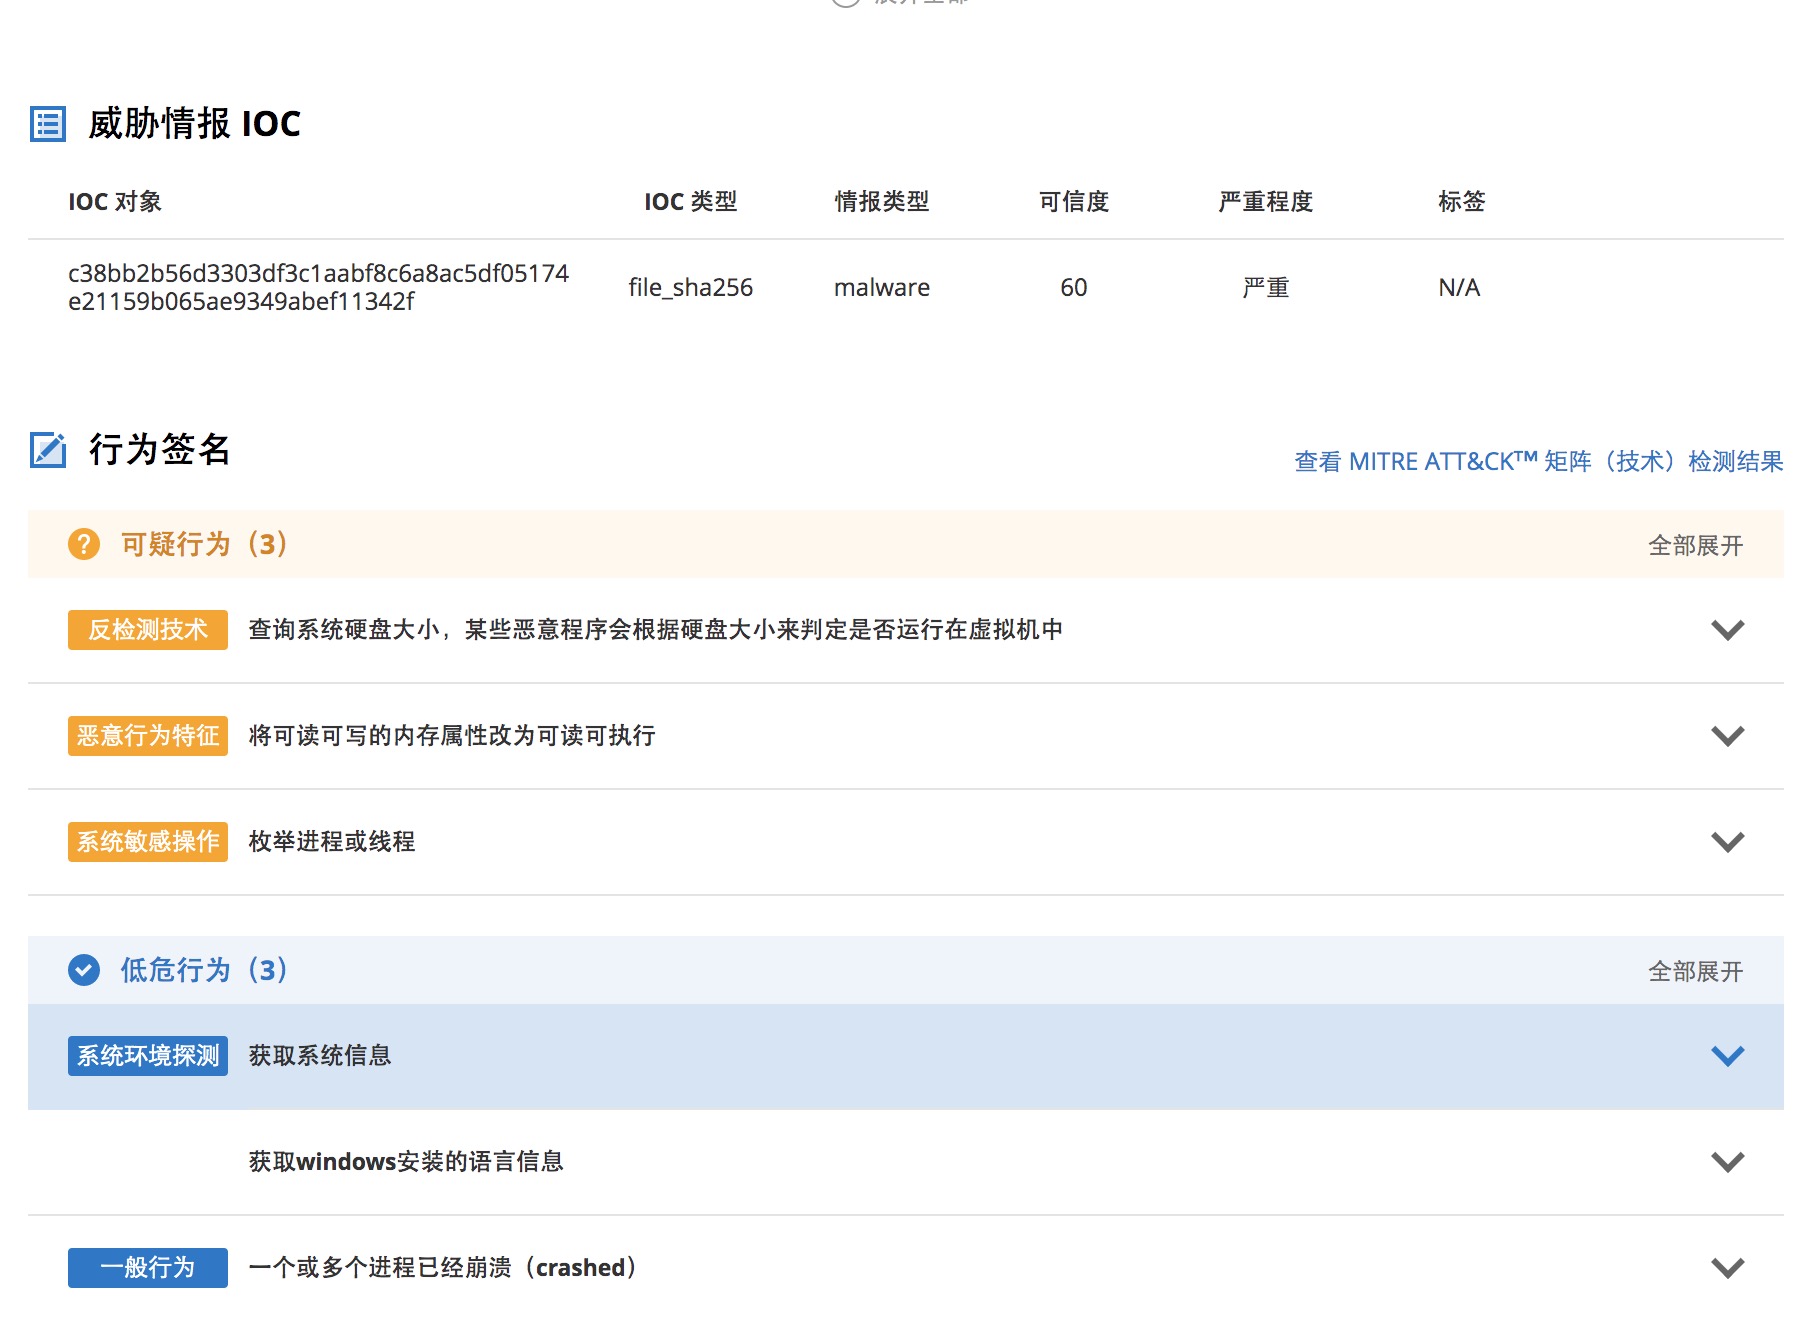 威胁情报 IOC
IOC 对象 IOC 类型 情报类型 可信度 严重程度 标签
c38bb2b56d3303df3c1aabf8c6a8ac5df05174
e21159b065ae9349abef11342f
file_sha256 malware 60 严重 N/A
行为签名
查看 MITRE ATT&CK™ 矩阵（技术）检测结果
可疑行为（3） 全部展开
反检测技术 查询系统硬盘大小，某些恶意程序会根据硬盘大小来判定是否运行在虚拟机中
恶意行为特征 将可读可写的内存属性改为可读可执行
系统敏感操作 枚举进程或线程
低危行为（3） 全部展开
系统环境探测 获取系统信息
获取windows安装的语言信息
一般行为 一个或多个进程已经崩溃（crashed）